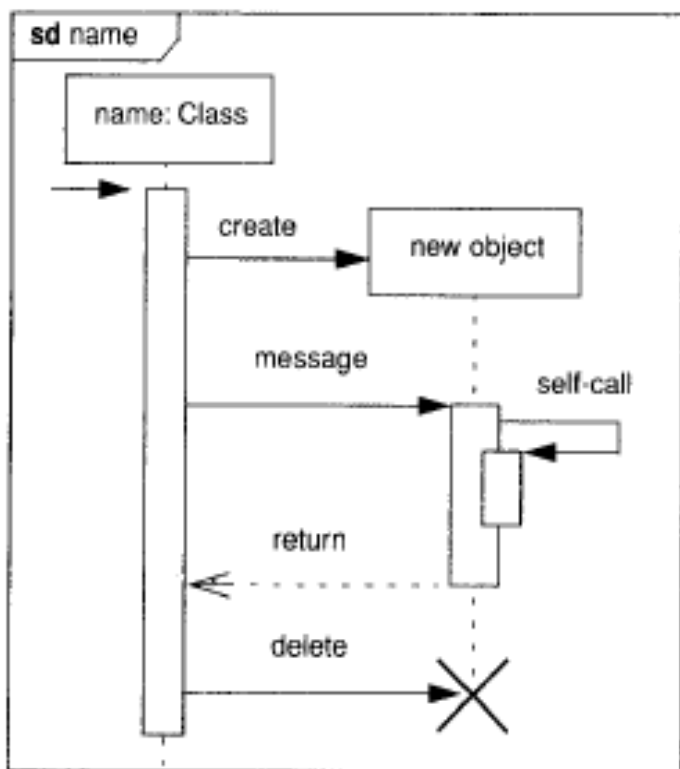 sd name
name: Class
create
new object
message
self-call
return
delete